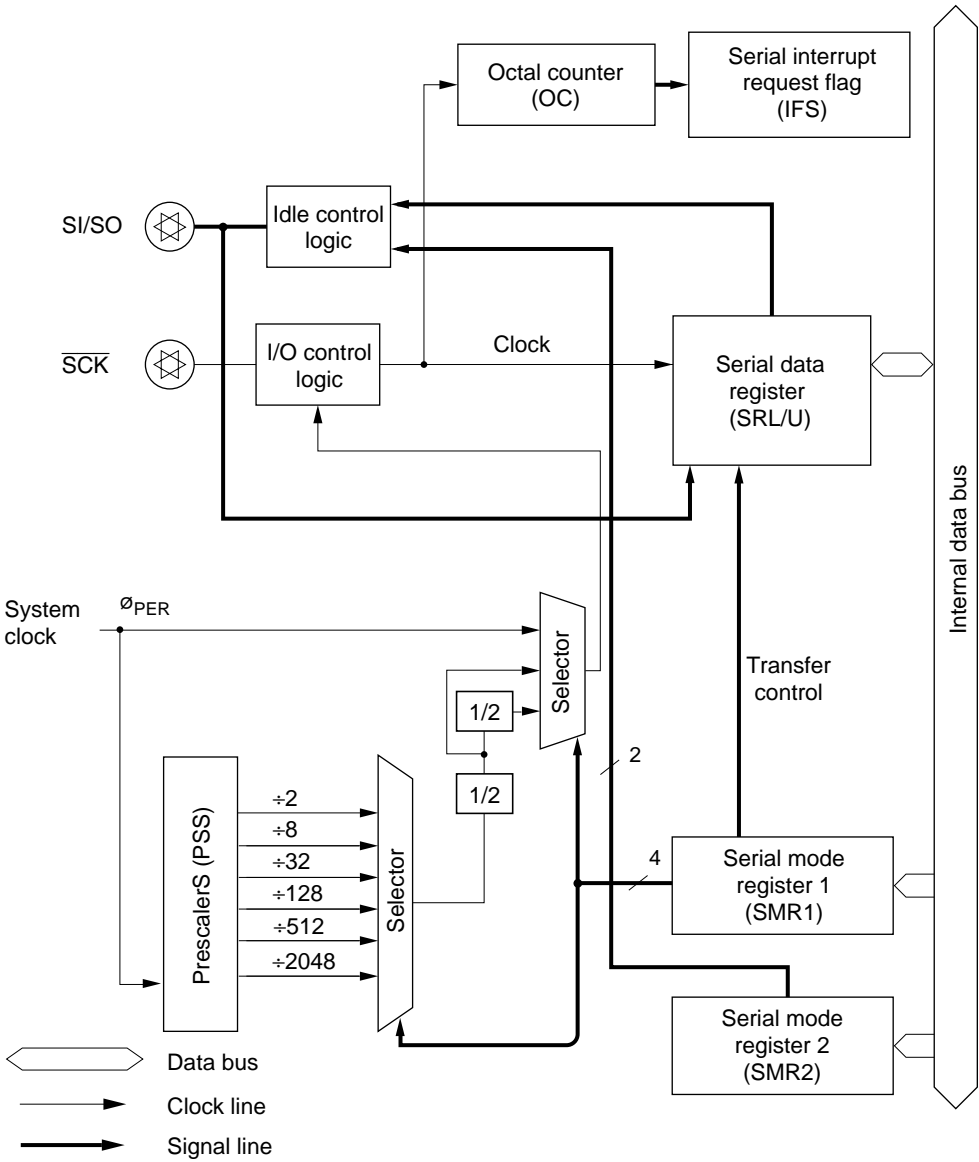 Octal counter
(OC)
Serial interrupt
request flag
(IFS)
SI/SO
Idle control
logic
SCK
I/O control
logic
Clock
Serial data
register
(SRL/U)
Internal data bus
System
clock
øPER
Selector
Transfer
control
1/2
2
1/2
PrescalerS (PSS)
÷2
÷8
÷32
÷128
÷512
÷2048
Selector
4
Serial mode
register 1
(SMR1)
Serial mode
register 2
(SMR2)
Data bus
Clock line
Signal line